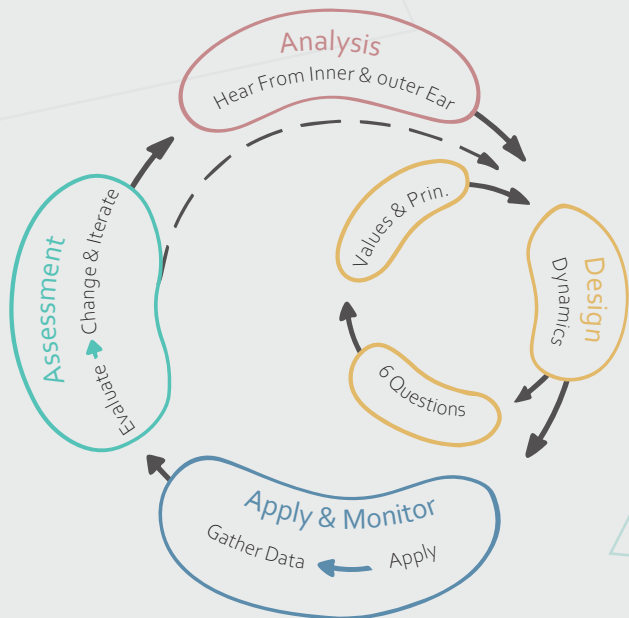 Analysis
Hear From Inner & outer Ear
Values & Prin.
Design
Dynamics
6 Questions
Apply & Monitor
Apply
Gather Data
Assessment
Evaluate
Change & Iterate